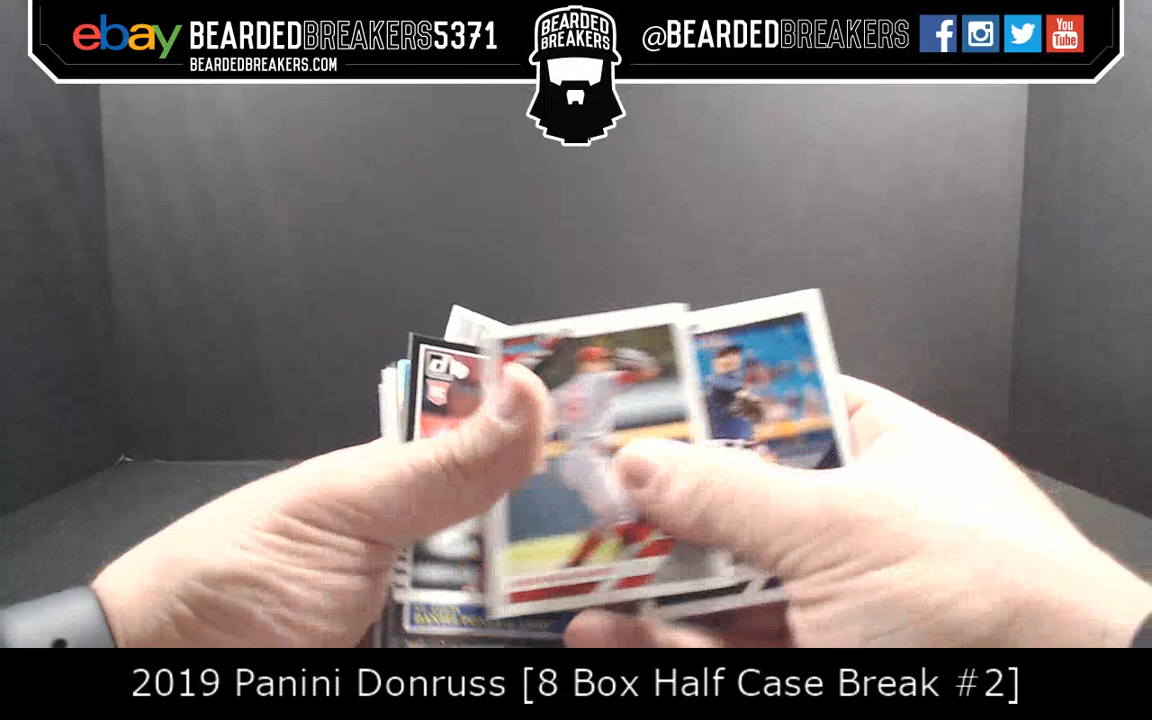 ebay BEARDEDBREAKERS5371
BEARDEDBREAKERS.COM
BEARDED
BREAKERS
@BEARDEDBREAKERS
You
Tube
2019 Panini Donruss [8 Box Half Case Break #2]